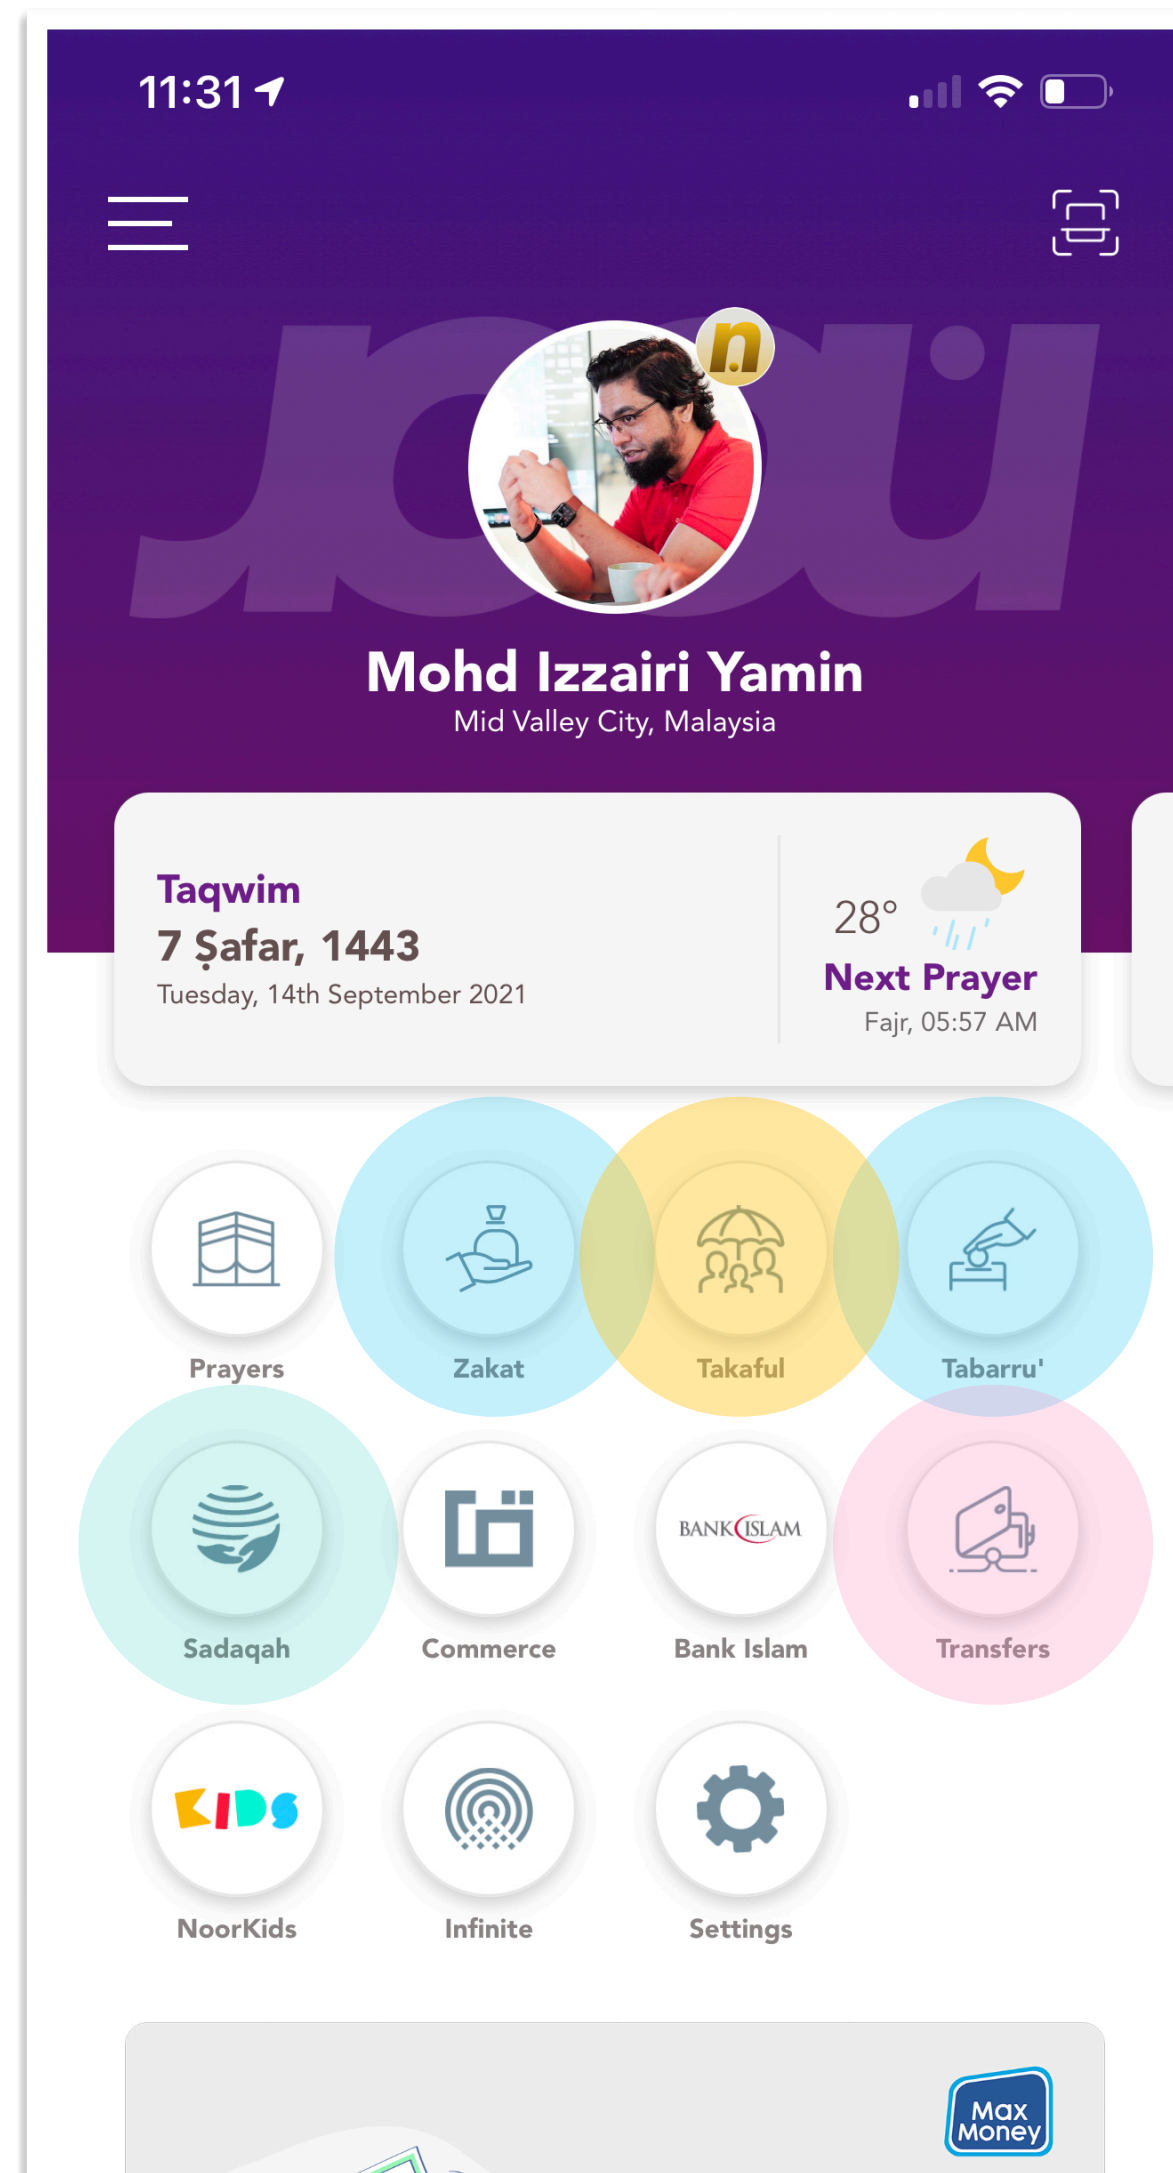 11:31
n.
noor
Mohd Izzairi Yamin
Mid Valley City, Malaysia
Taqwim
7 Ṣafar, 1443
Tuesday, 14th September 2021
28°
Next Prayer
Fajr, 05:57 AM
Prayers
Zakat
Takaful
Tabarru'
BANK ISLAM
Sadaqah
Commerce
Bank Islam
Transfers
KIDS
NoorKids
Infinite
Settings
Max
Money